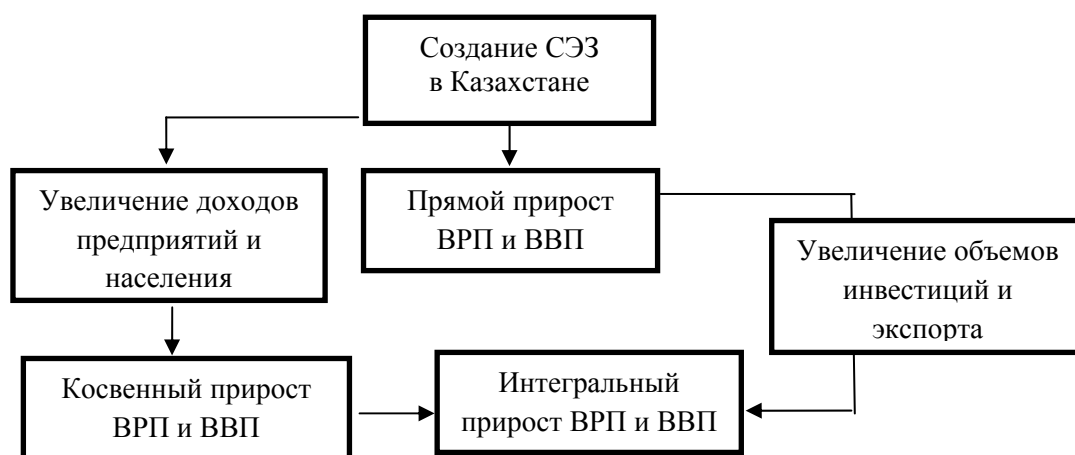 Создание СЭЗ
в Казахстане
Увеличение доходов
предприятий и
населения
Прямой прирост
ВРП и ВВП
Увеличение объемов
инвестиций и
экспорта
Косвенный прирост
ВРП и ВВП
Интегральный
прирост ВРП и ВВП